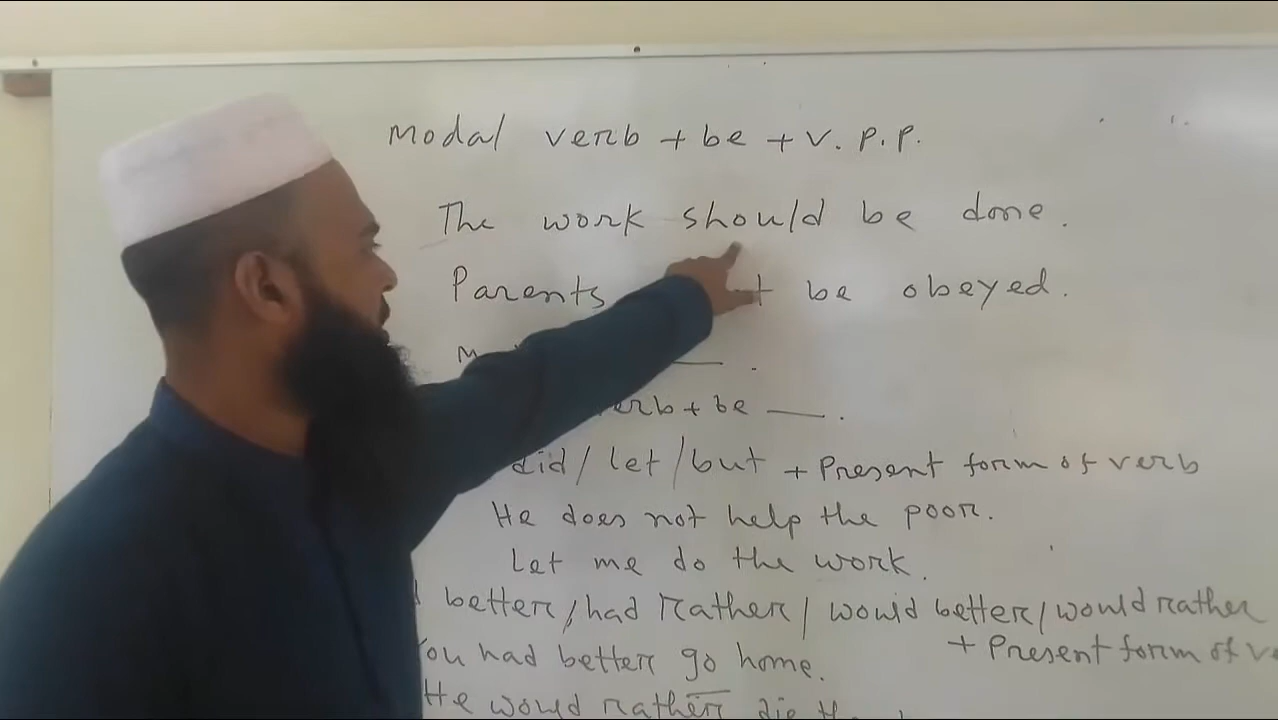 Modal verb + be + v. p.p.
The work should be done.
Parents be obeyed.
+ be — .
did / let / but + Present form of verb
He does not help the poor.
Let me do the work.
better / had rather / would better / would rather
+ Present form of
You had better go home.
He would rather die